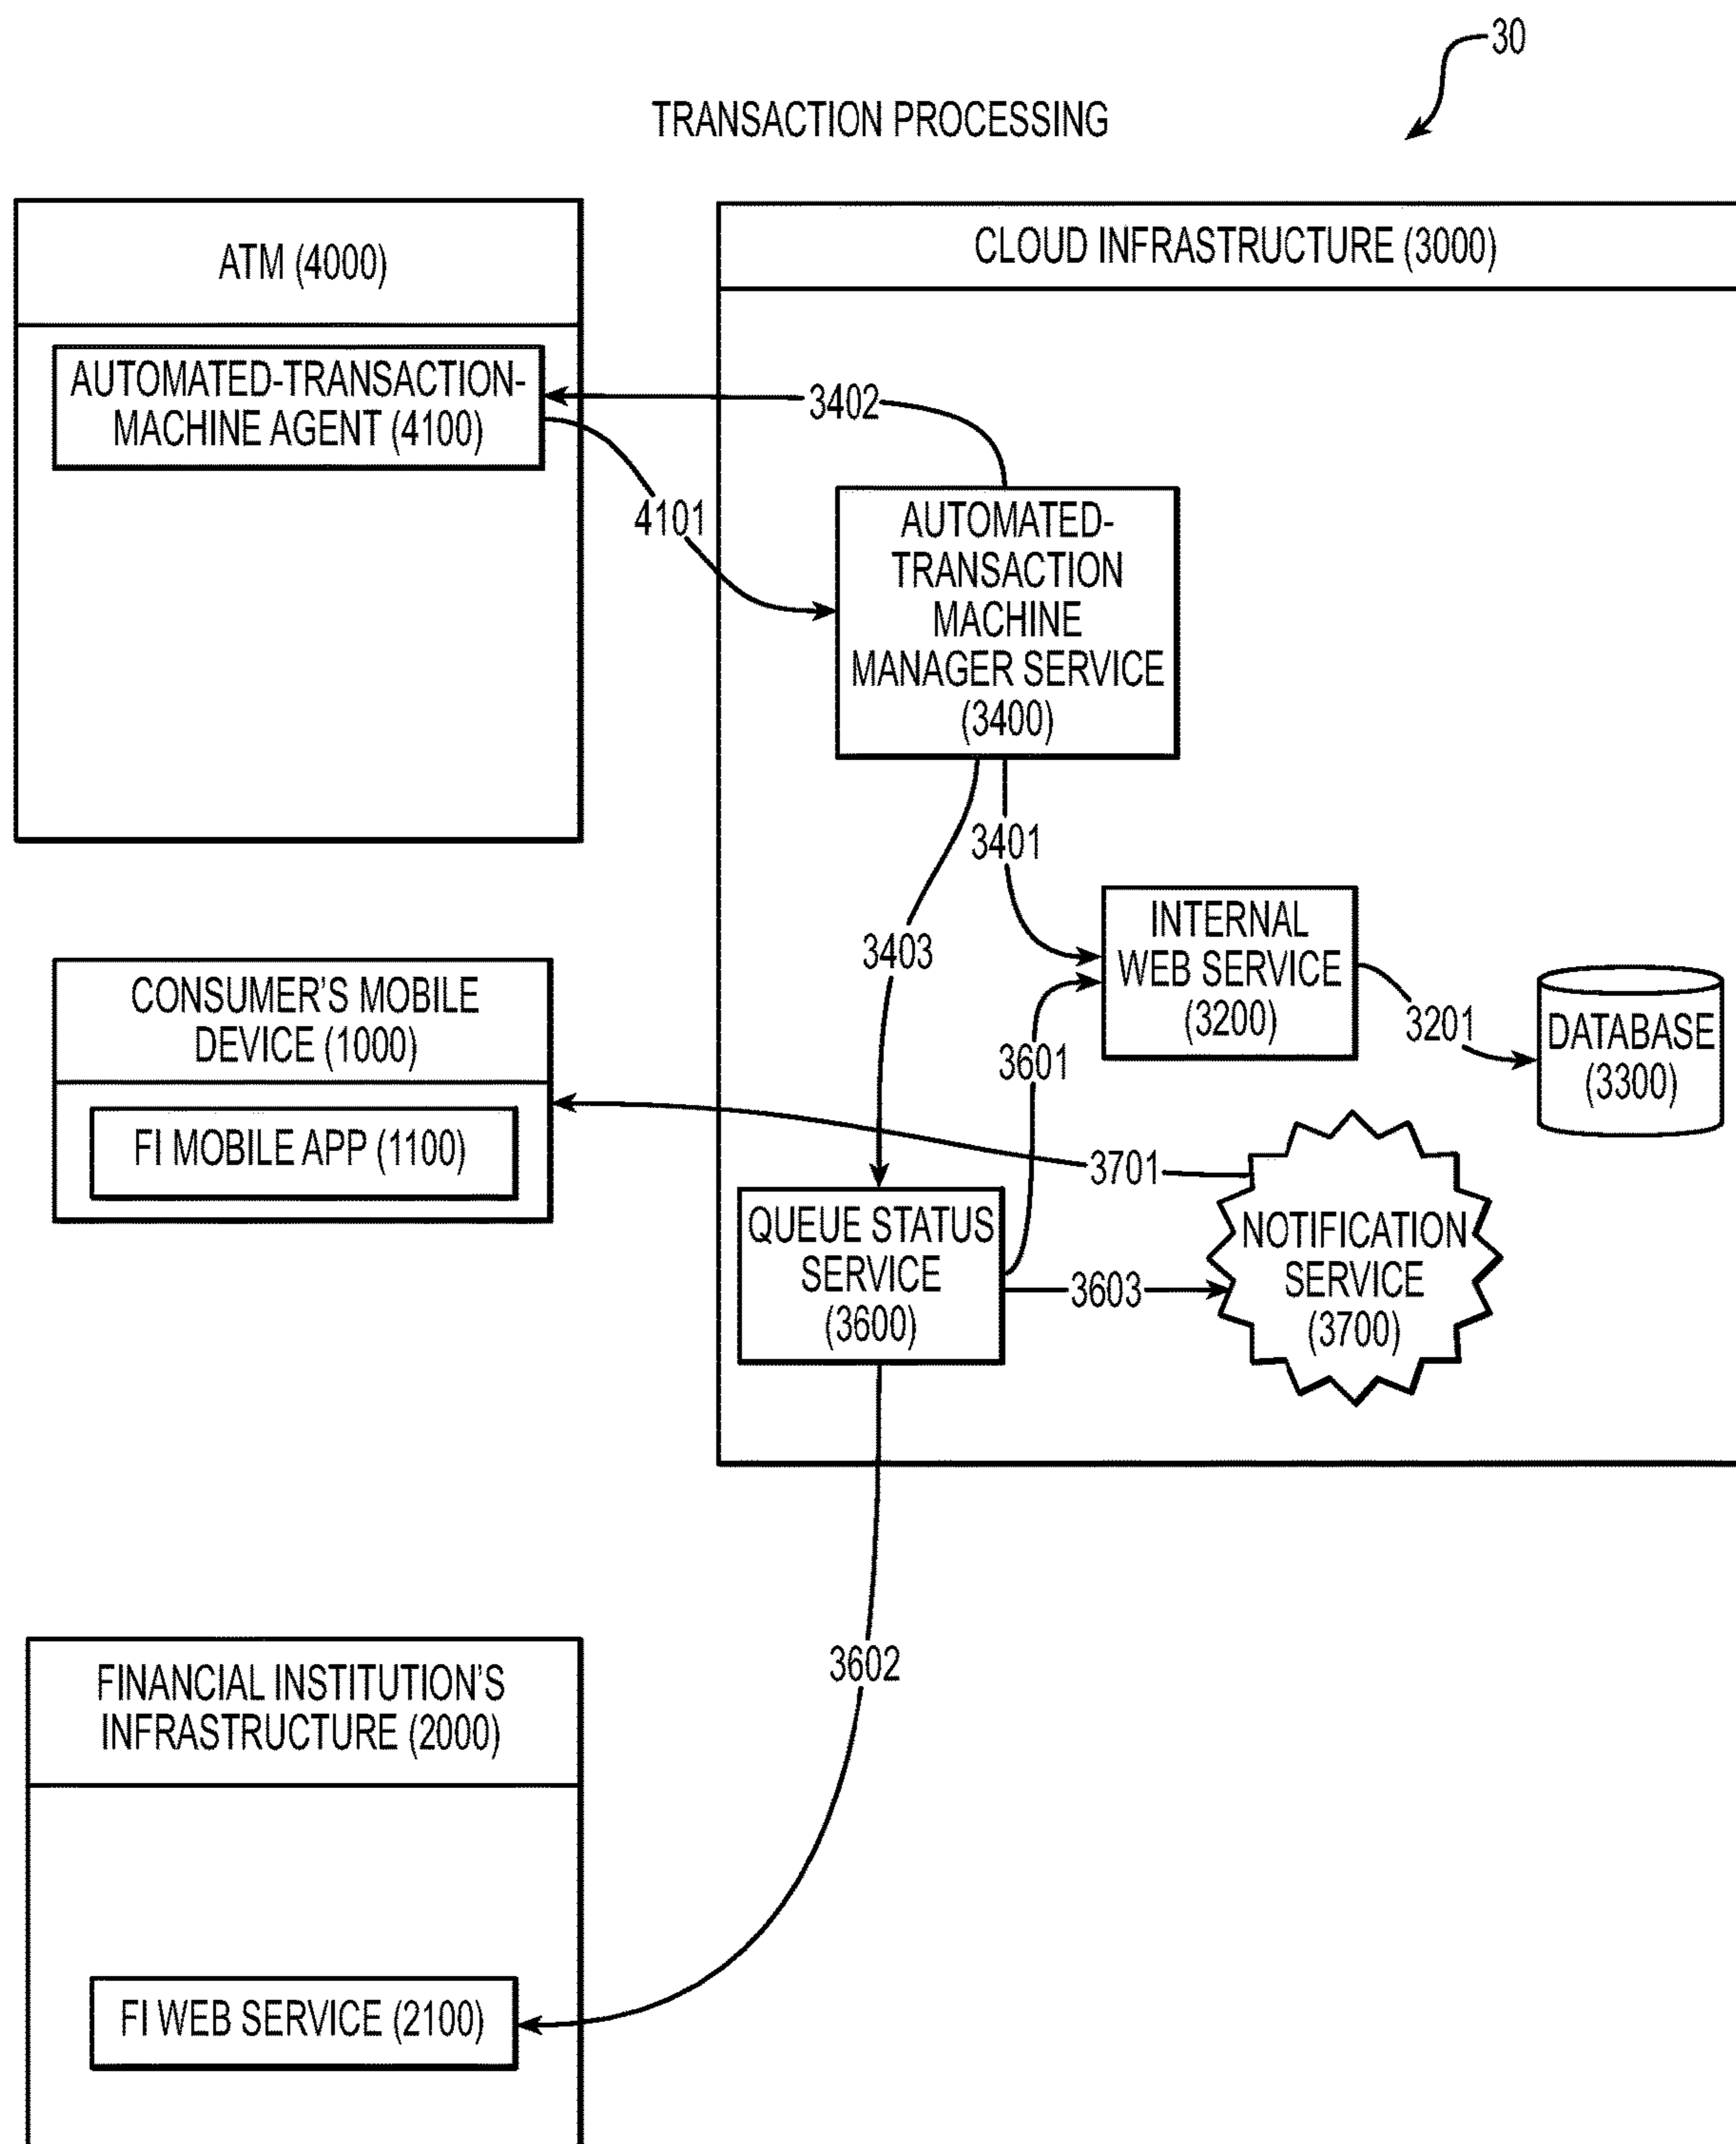 30
TRANSACTION PROCESSING
ATM (4000)
AUTOMATED-TRANSACTION-
MACHINE AGENT (4100)
CLOUD INFRASTRUCTURE (3000)
3402
4101
AUTOMATED-
TRANSACTION
MACHINE
MANAGER SERVICE
(3400)
3401
3403
INTERNAL
WEB SERVICE
(3200)
3201
DATABASE
(3300)
3601
CONSUMER'S MOBILE
DEVICE (1000)
FI MOBILE APP (1100)
3701
QUEUE STATUS
SERVICE
(3600)
3603
NOTIFICATION
SERVICE
(3700)
3602
FINANCIAL INSTITUTION'S
INFRASTRUCTURE (2000)
FI WEB SERVICE (2100)